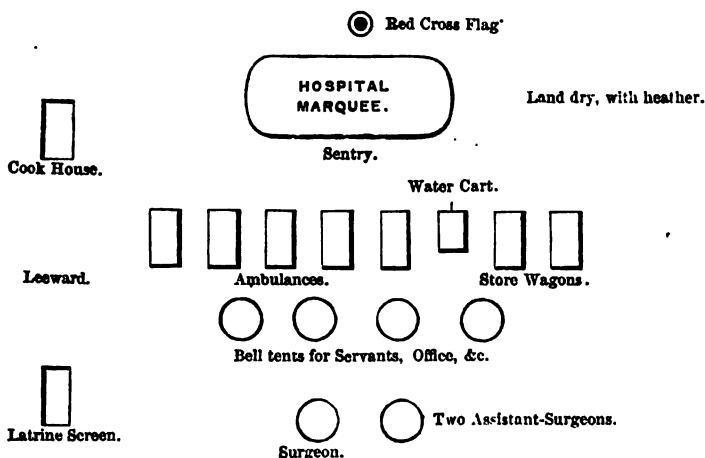 Red Cross Flag
HOSPITAL
MARQUEE.
Land dry, with heather.
Sentry.
Cook House.
Water Cart.
Leeward.
Ambulances.
Store Wagons.
Bell tents for Servants, Office, &c.
Latrine Screen.
Two Assistant-Surgeons.
Surgeon.